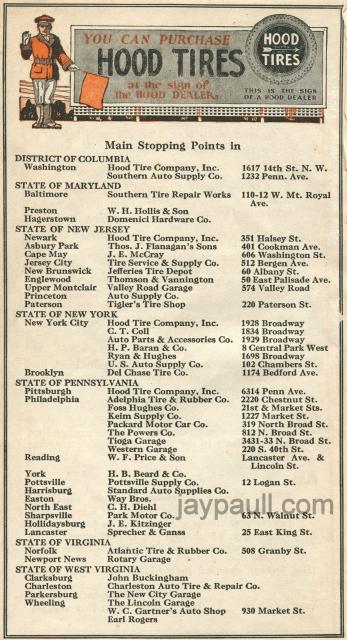 YOU CAN PURCHASE
HOOD TIRES
at the sign of
the HOOD DEALER
HOOD
TIRES
THIS IS THE SIGN
OF A HOOD DEALER
Main Stopping Points in
DISTRICT OF COLUMBIA
Washington Hood Tire Company, Inc. 1617 14th St. N. W.
Southern Auto Supply Co. 1232 Penn. Ave.
STATE OF MARYLAND
Baltimore Southern Tire Repair Works 110-12 W. Mt. Royal
Ave.
Preston W. H. Hollis & Son
Hagerstown Domenici Hardware Co.
STATE OF NEW JERSEY
Newark Hood Tire Company, Inc. 351 Halsey St.
Asbury Park Thos. J. Flanagan's Sons 401 Cookman Ave.
Cape May J. E. McCray 606 Washington St.
Jersey City Tire Service & Supply Co. 512 Bergen Ave.
New Brunswick Jefferies Tire Depot 60 Albany St.
Englewood Thomson & Vannington 50 East Palisade Ave.
Upper Montclair Valley Road Garage 574 Valley Road
Princeton Auto Supply Co.
Paterson Tigler's Tire Shop 220 Paterson St.
STATE OF NEW YORK
New York City Hood Tire Company, Inc. 1928 Broadway
C. T. Coll 1834 Broadway
Auto Parts & Accessories Co. 1929 Broadway
H. P. Baran & Co. 8 Central Park West
Ryan & Hughes 1698 Broadway
U. S. Auto Supply Co. 102 Chambers St.
Brooklyn Del Chase Tire Co. 1174 Bedford Ave.
STATE OF PENNSYLVANIA
Pittsburgh Hood Tire Company, Inc. 6314 Penn Ave.
Philadelphia Adelphia Tire & Rubber Co. 2220 Chestnut St.
Foss Hughes Co. 21st & Market Sts.
Keim Supply Co. 1227 Market St.
Packard Motor Car Co. 319 North Broad St.
The Powers Co. 812 N. Broad St.
Tioga Garage 3431-33 N. Broad St.
Western Garage 220 S. 40th St.
Reading W. F. Price & Son Lancaster Ave. &
Lincoln St.
York H. B. Beard & Co.
Pottsville Pottsville Supply Co. 12 Logan St.
Harrisburg Standard Auto Supplies Co.
Easton Way Bros.
North East C. H. Diehl
jaypaull.com
Sharpsville Park Motor Co. 63 N. Walnut St.
Hollidaysburg J. E. Kitzinger
Lancaster Sprecher & Ganss 25 East King St.
STATE OF VIRGINIA
Norfolk Atlantic Tire & Rubber Co. 508 Granby St.
Newport News Rotary Garage
STATE OF WEST VIRGINIA
Clarksburg John Buckingham
Charleston Charleston Auto Tire & Repair Co.
Parkersburg The New City Garage
Wheeling The Lincoln Garage
W. C. Gartner's Auto Shop 930 Market St.
Earl Rogers